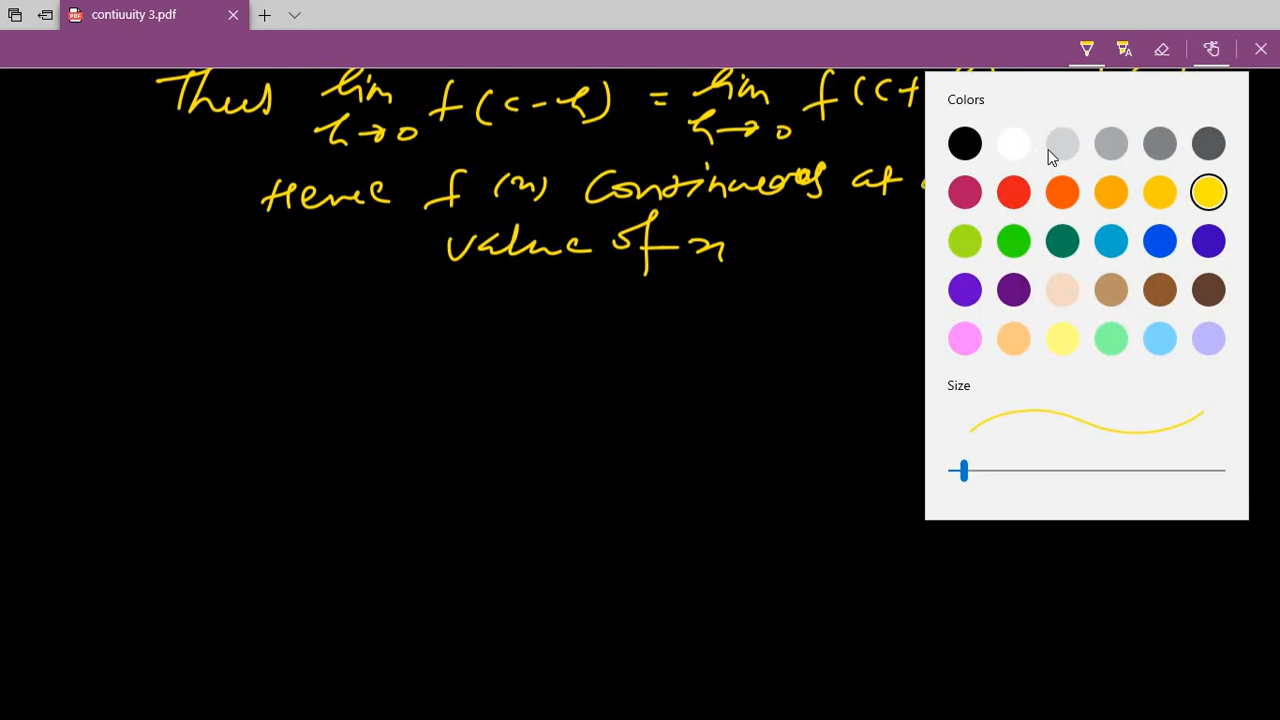 contiuuity 3.pdf
Thus lim f(c-h) = lim f(c+
h→0 h→0
Hence f (x) Continuous at
value of x
Colors
Size